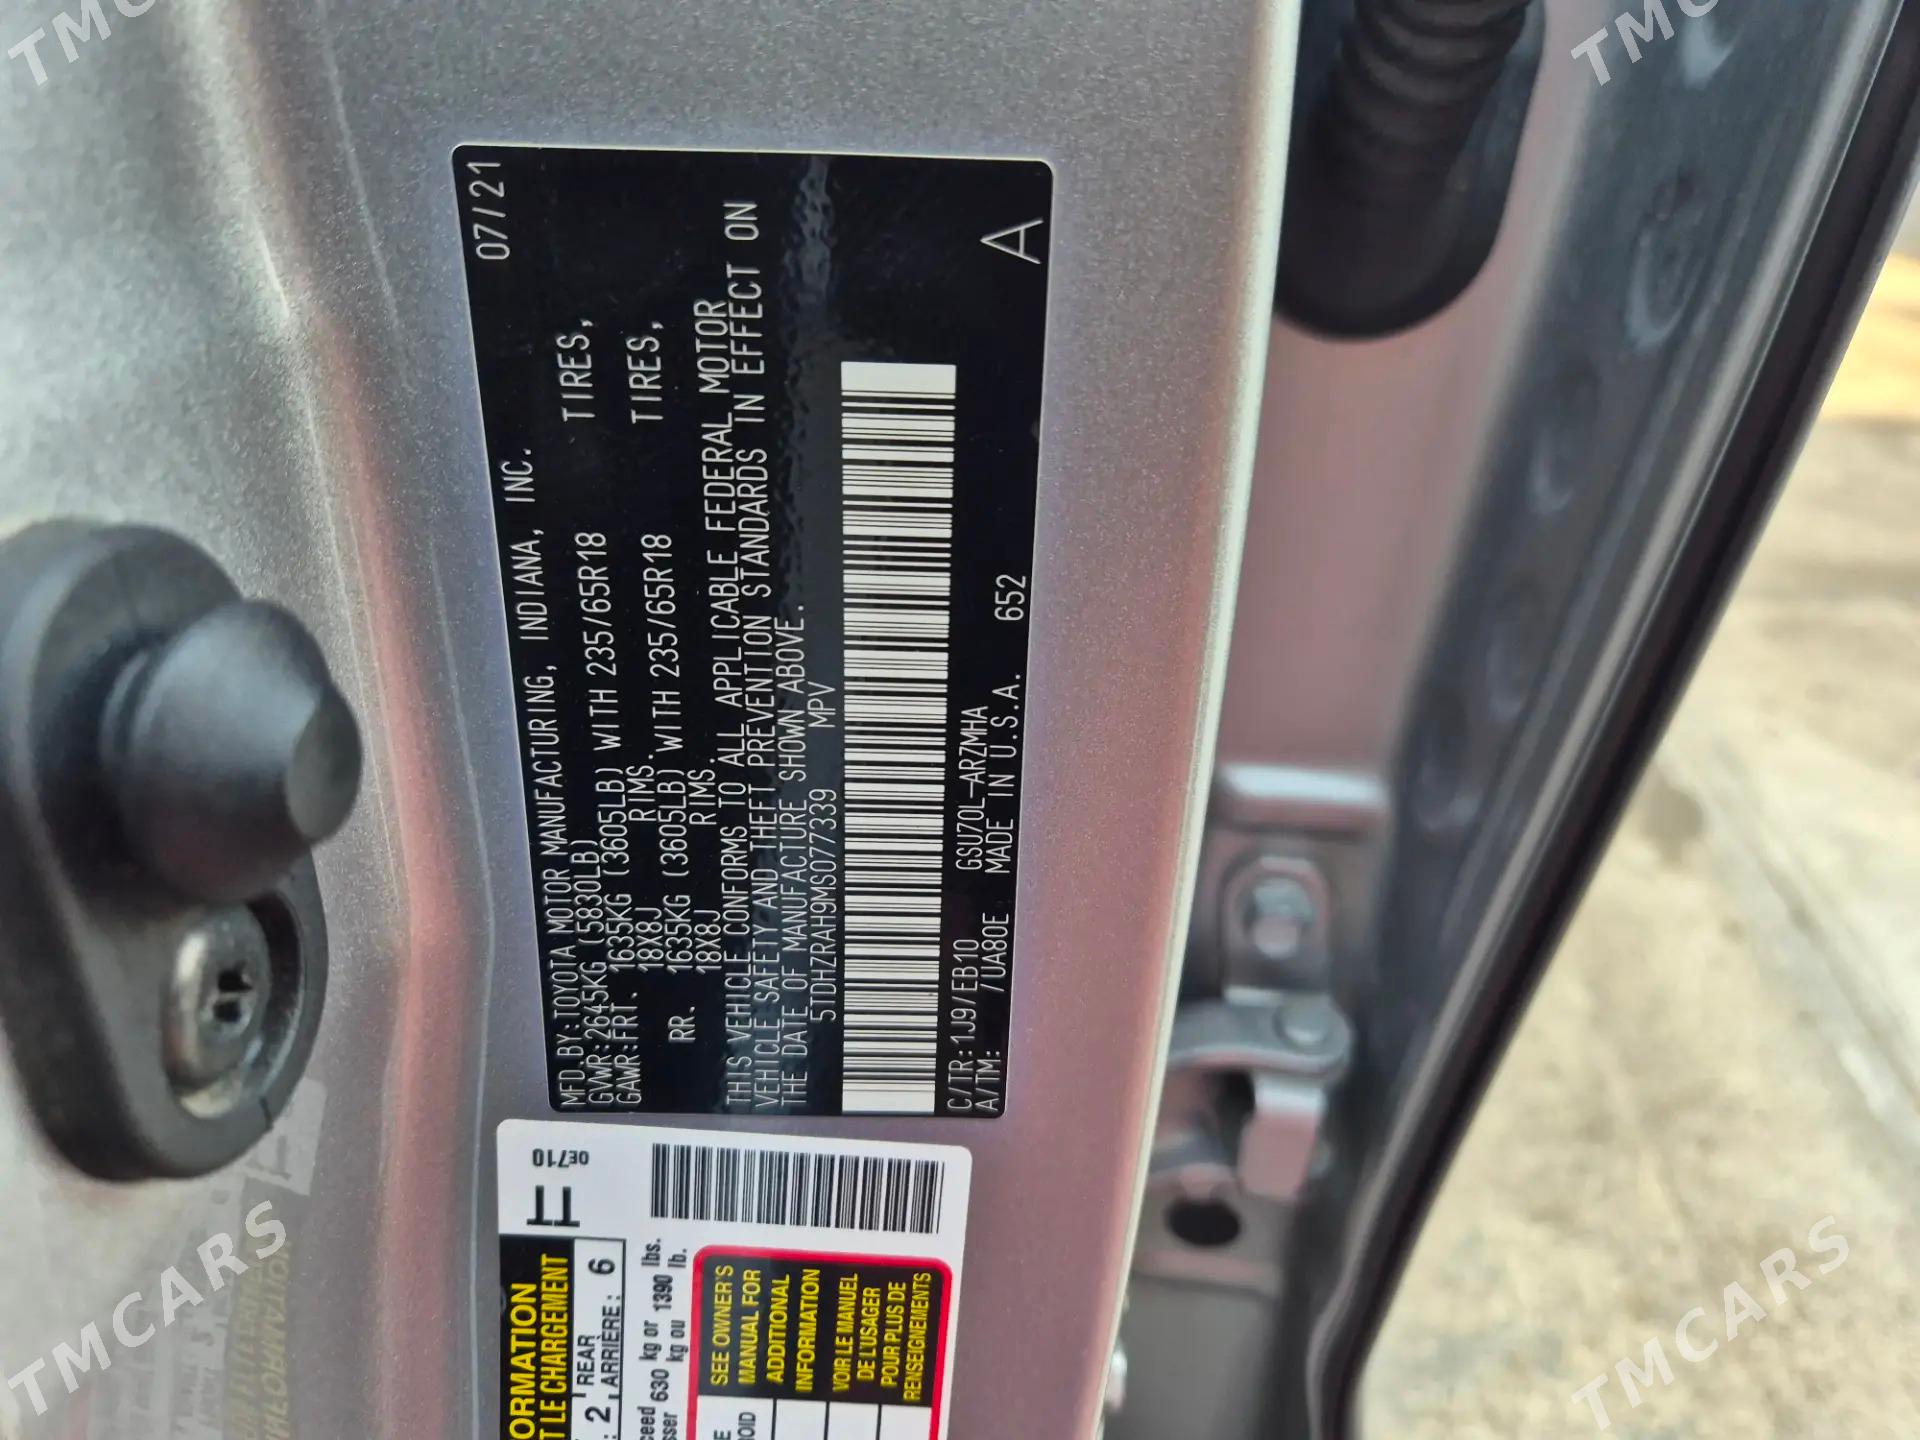 MFD.BY:TOYOTA MOTOR MANUFACTURING, INDIANA, INC. 07/21
GVWR:2645KG (5830LB)
GAWR:FRT. 1635KG (3605LB) WITH 235/65R18 TIRES,
18X8J RIMS.
RR. 1635KG (3605LB) WITH 235/65R18 TIRES,
18X8J RIMS.
THIS VEHICLE CONFORMS TO ALL APPLICABLE FEDERAL MOTOR
VEHICLE SAFETY AND THEFT PREVENTION STANDARDS IN EFFECT ON
THE DATE OF MANUFACTURE SHOWN ABOVE.
5TDHZRAH9MS077339 MPV
C/TR:1J9/EB10 GSU70L-ARZMHA
A/TM: /UA80E MADE IN U.S.A. 652 A
0E710
ORMATION
T LE CHARGEMENT
: 2 REAR
ARRIÈRE : 6
ceed 630 kg or 1390 lbs.
sser kg ou lb.
SEE OWNER'S
MANUAL FOR
ADDITIONAL
INFORMATION
VOIR LE MANUEL
DE L'USAGER
POUR PLUS DE
RENSEIGNEMENTS
TMCARS
TMCARS
TMCARS
TMCARS